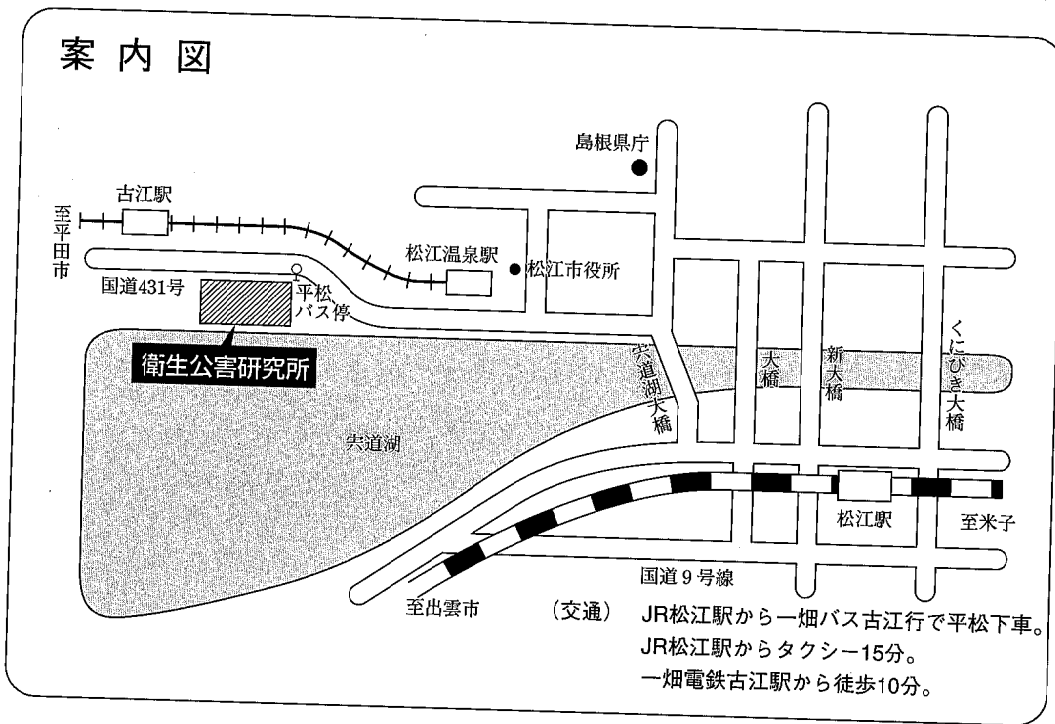 案内図
島根県庁
古江駅
至平田市
松江温泉駅
松江市役所
国道431号
平松
バス停
衛生公害研究所
宍道湖大橋
大橋
新大橋
くにびき大橋
宍道湖
松江駅
至米子
国道9号線
至出雲市
(交通) JR松江駅から一畑バス古江行で平松下車。
JR松江駅からタクシー15分。
一畑電鉄古江駅から徒歩10分。